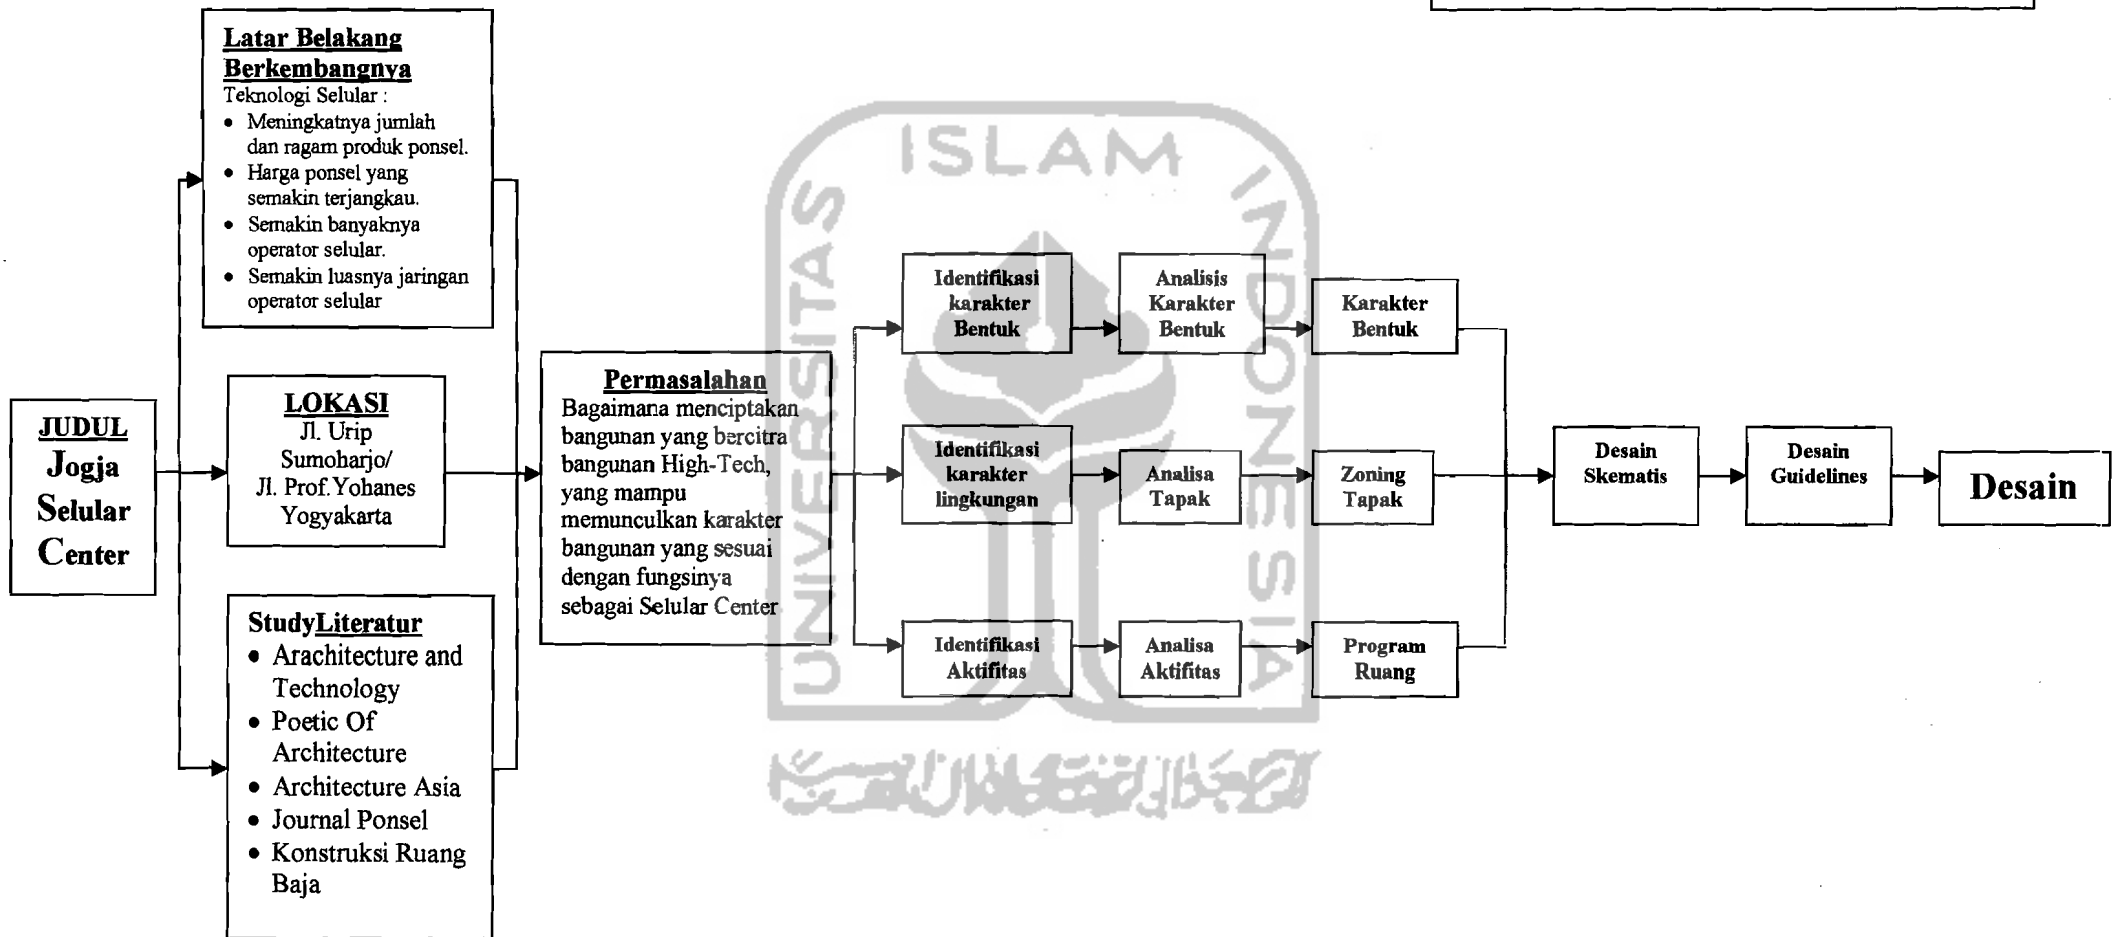 Latar Belakang
Berkembangnya
Teknologi Selular :
• Meningkatnya jumlah
dan ragam produk ponsel.
• Harga ponsel yang
semakin terjangkau.
• Semakin banyaknya
operator selular.
• Semakin luasnya jaringan
operator selular
JUDUL
Jogja
Selular
Center
LOKASI
Jl. Urip
Sumoharjo/
Jl. Prof.Yohanes
Yogyakarta
StudyLiteratur
• Arachitecture and
Technology
• Poetic Of
Architecture
• Architecture Asia
• Journal Ponsel
• Konstruksi Ruang
Baja
Permasalahan
Bagaimana menciptakan
bangunan yang bercitra
bangunan High-Tech,
yang mampu
memunculkan karakter
bangunan yang sesuai
dengan fungsinya
sebagai Selular Center
Identifikasi
karakter
Bentuk
Analisis
Karakter
Bentuk
Karakter
Bentuk
Identifikasi
karakter
lingkungan
Analisa
Tapak
Zoning
Tapak
Identifikasi
Aktifitas
Analisa
Aktifitas
Program
Ruang
Desain
Skematis
Desain
Guidelines
Desain
UNIVERSITAS
ISLAM
INDONESIA